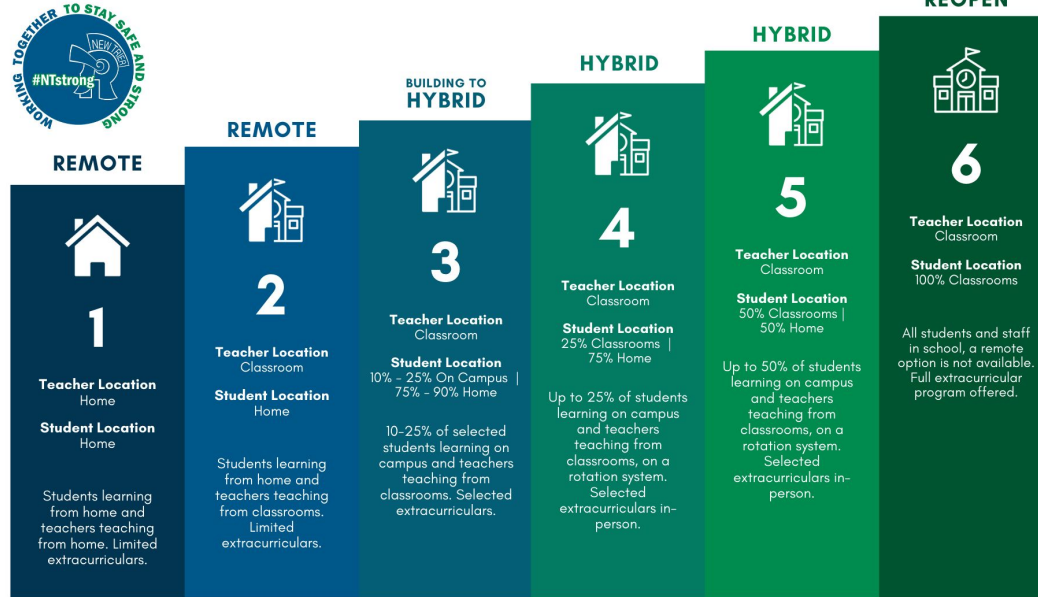 WORKING TOGETHER TO STAY SAFE AND STRONG
NEW TRIER
#NTstrong
REMOTE
1
Teacher Location
Home
Student Location
Home
Students learning
from home and
teachers teaching
from home. Limited
extracurriculars.
REMOTE
2
Teacher Location
Classroom
Student Location
Home
Students learning
from home and
teachers teaching
from classrooms.
Limited
extracurriculars.
BUILDING TO
HYBRID
3
Teacher Location
Classroom
Student Location
10% - 25% On Campus |
75% - 90% Home
10-25% of selected
students learning on
campus and teachers
teaching from
classrooms. Selected
extracurriculars.
HYBRID
4
Teacher Location
Classroom
Student Location
25% Classrooms |
75% Home
Up to 25% of students
learning on campus
and teachers
teaching from
classrooms, on a
rotation system.
Selected
extracurriculars in-
person.
HYBRID
5
Teacher Location
Classroom
Student Location
50% Classrooms |
50% Home
Up to 50% of students
learning on campus
and teachers
teaching from
classrooms, on a
rotation system.
Selected
extracurriculars in-
person.
REOPEN
6
Teacher Location
Classroom
Student Location
100% Classrooms
All students and staff
in school, a remote
option is not available.
Full extracurricular
program offered.